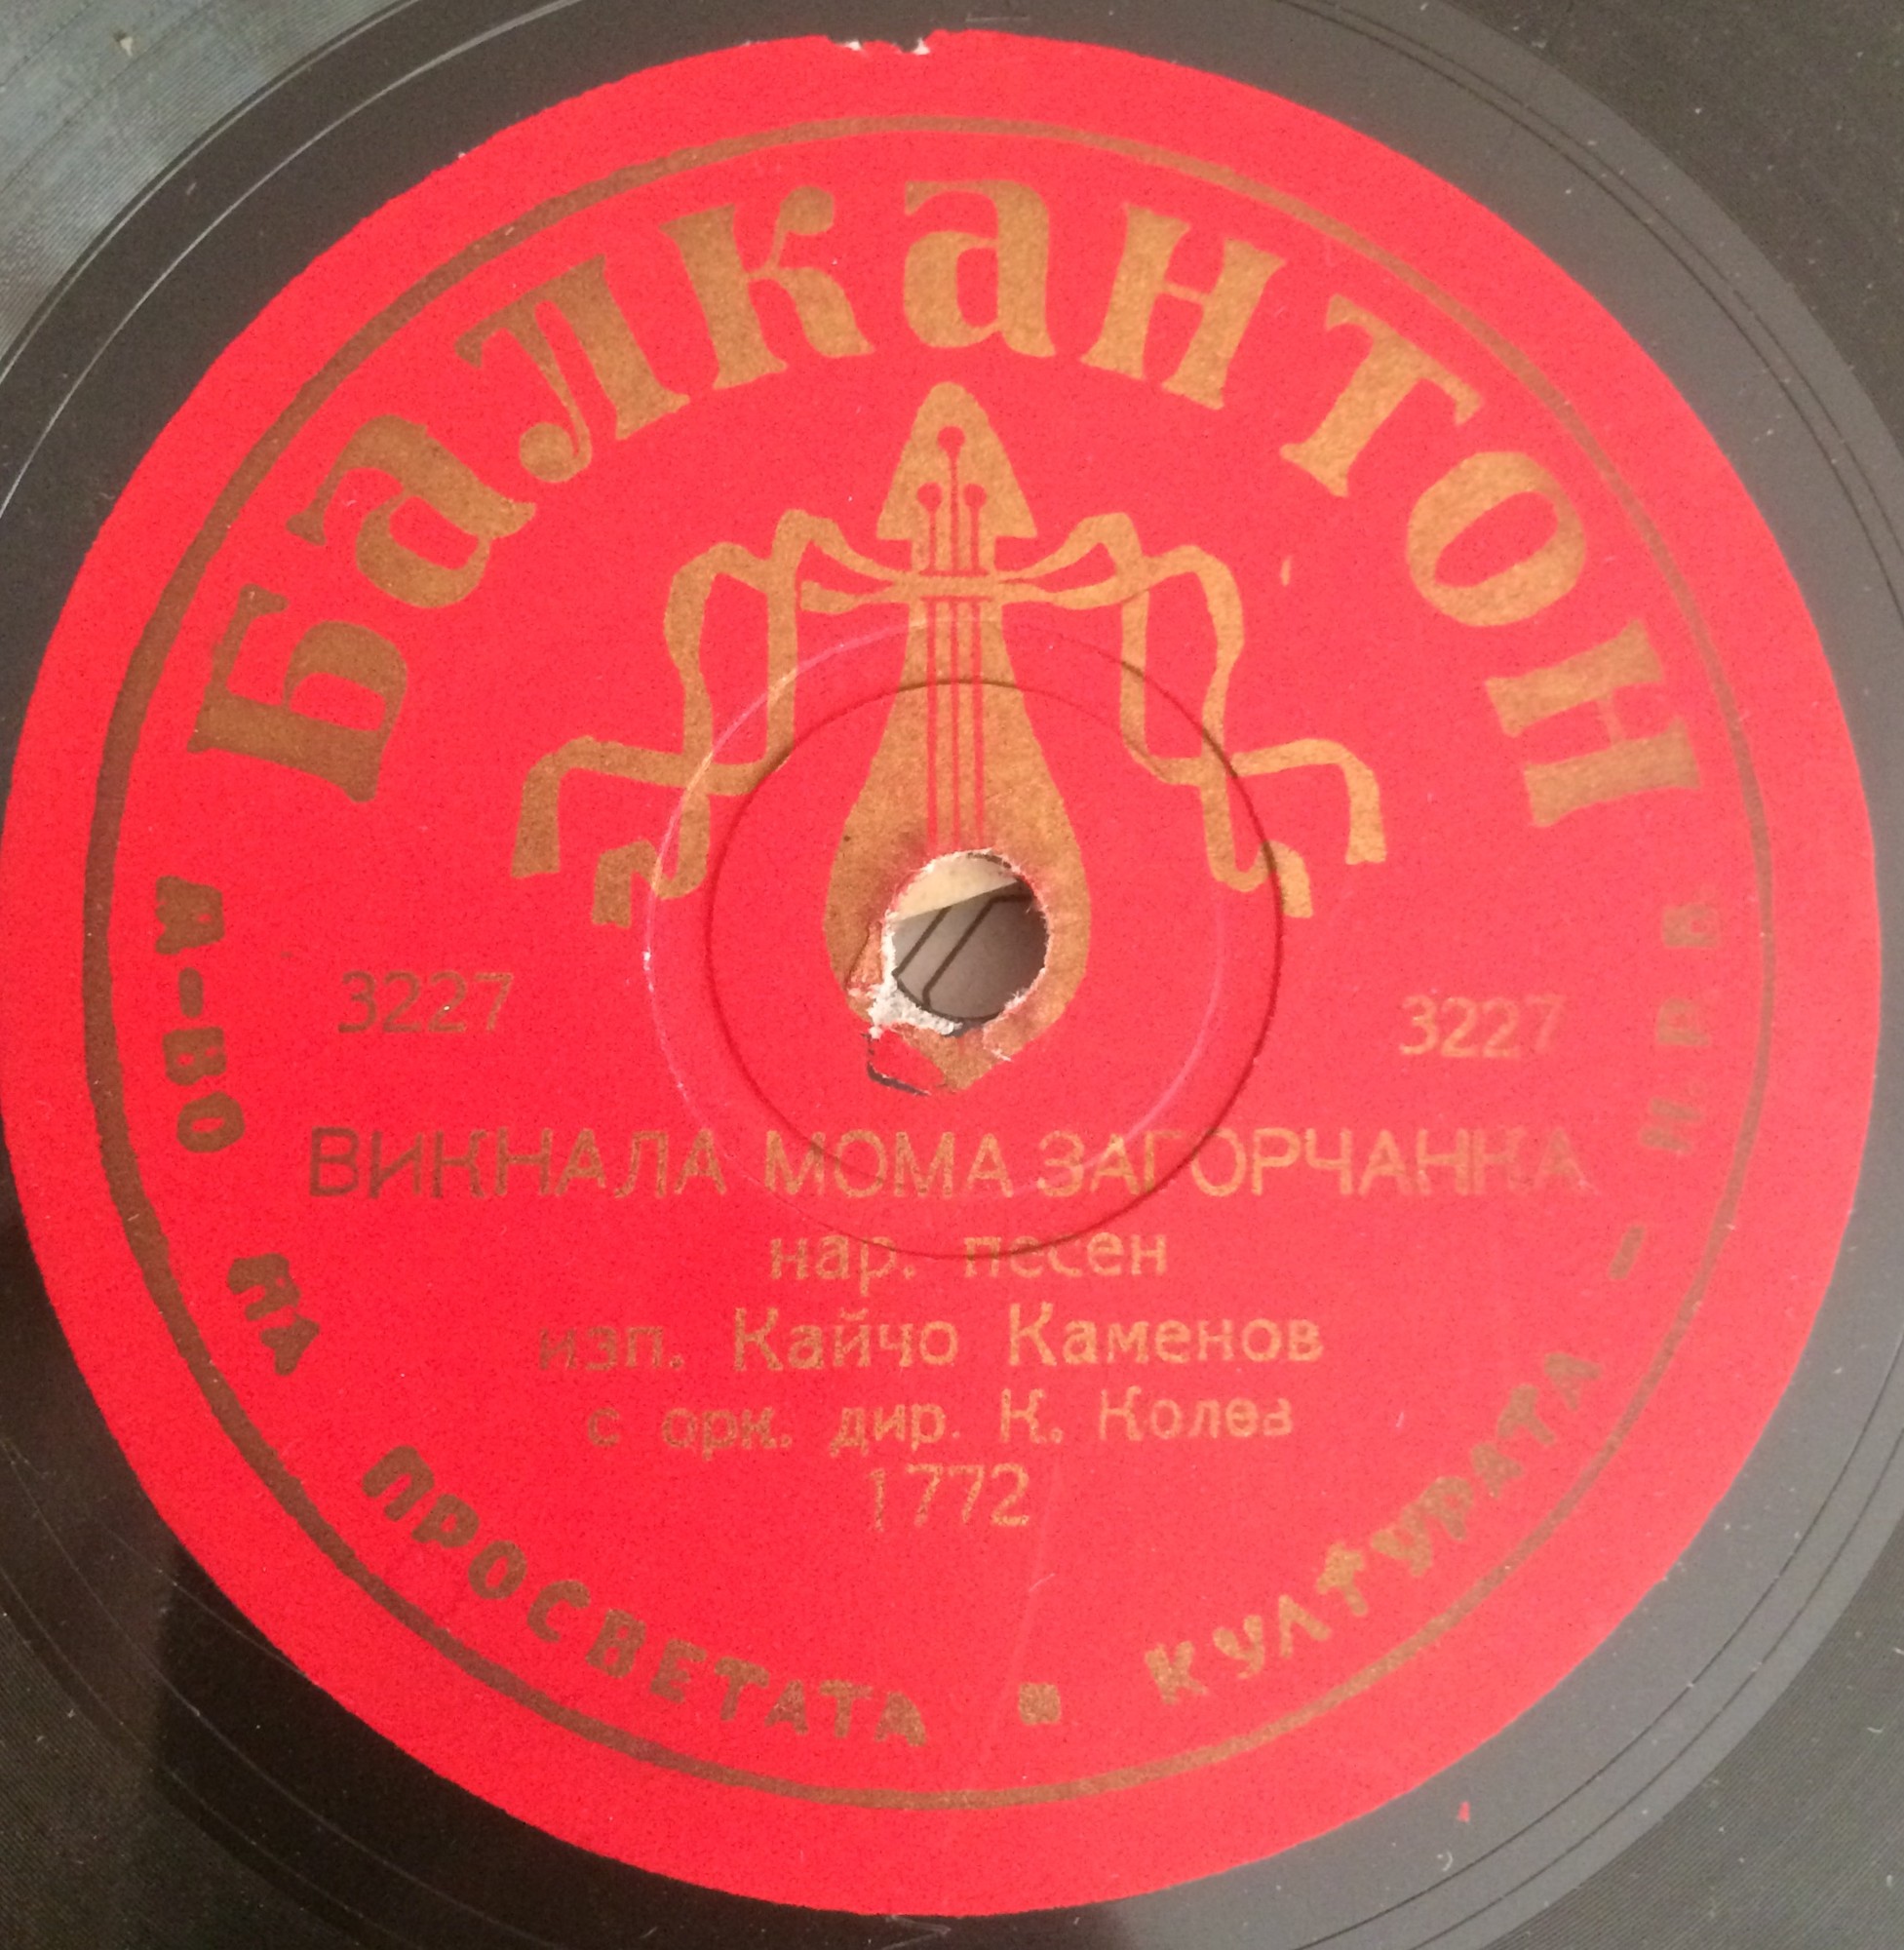 Балкантон
3227 3227
ВИКНАЛА МОМА ЗАГОРЧАНКА
нар. песен
изп. Кайчо Каменов
с орк. дир. К. Колев
1772
М-ВО НА ПРОСВЕТАТА И КУЛТУРАТА - Н.Р.Б.